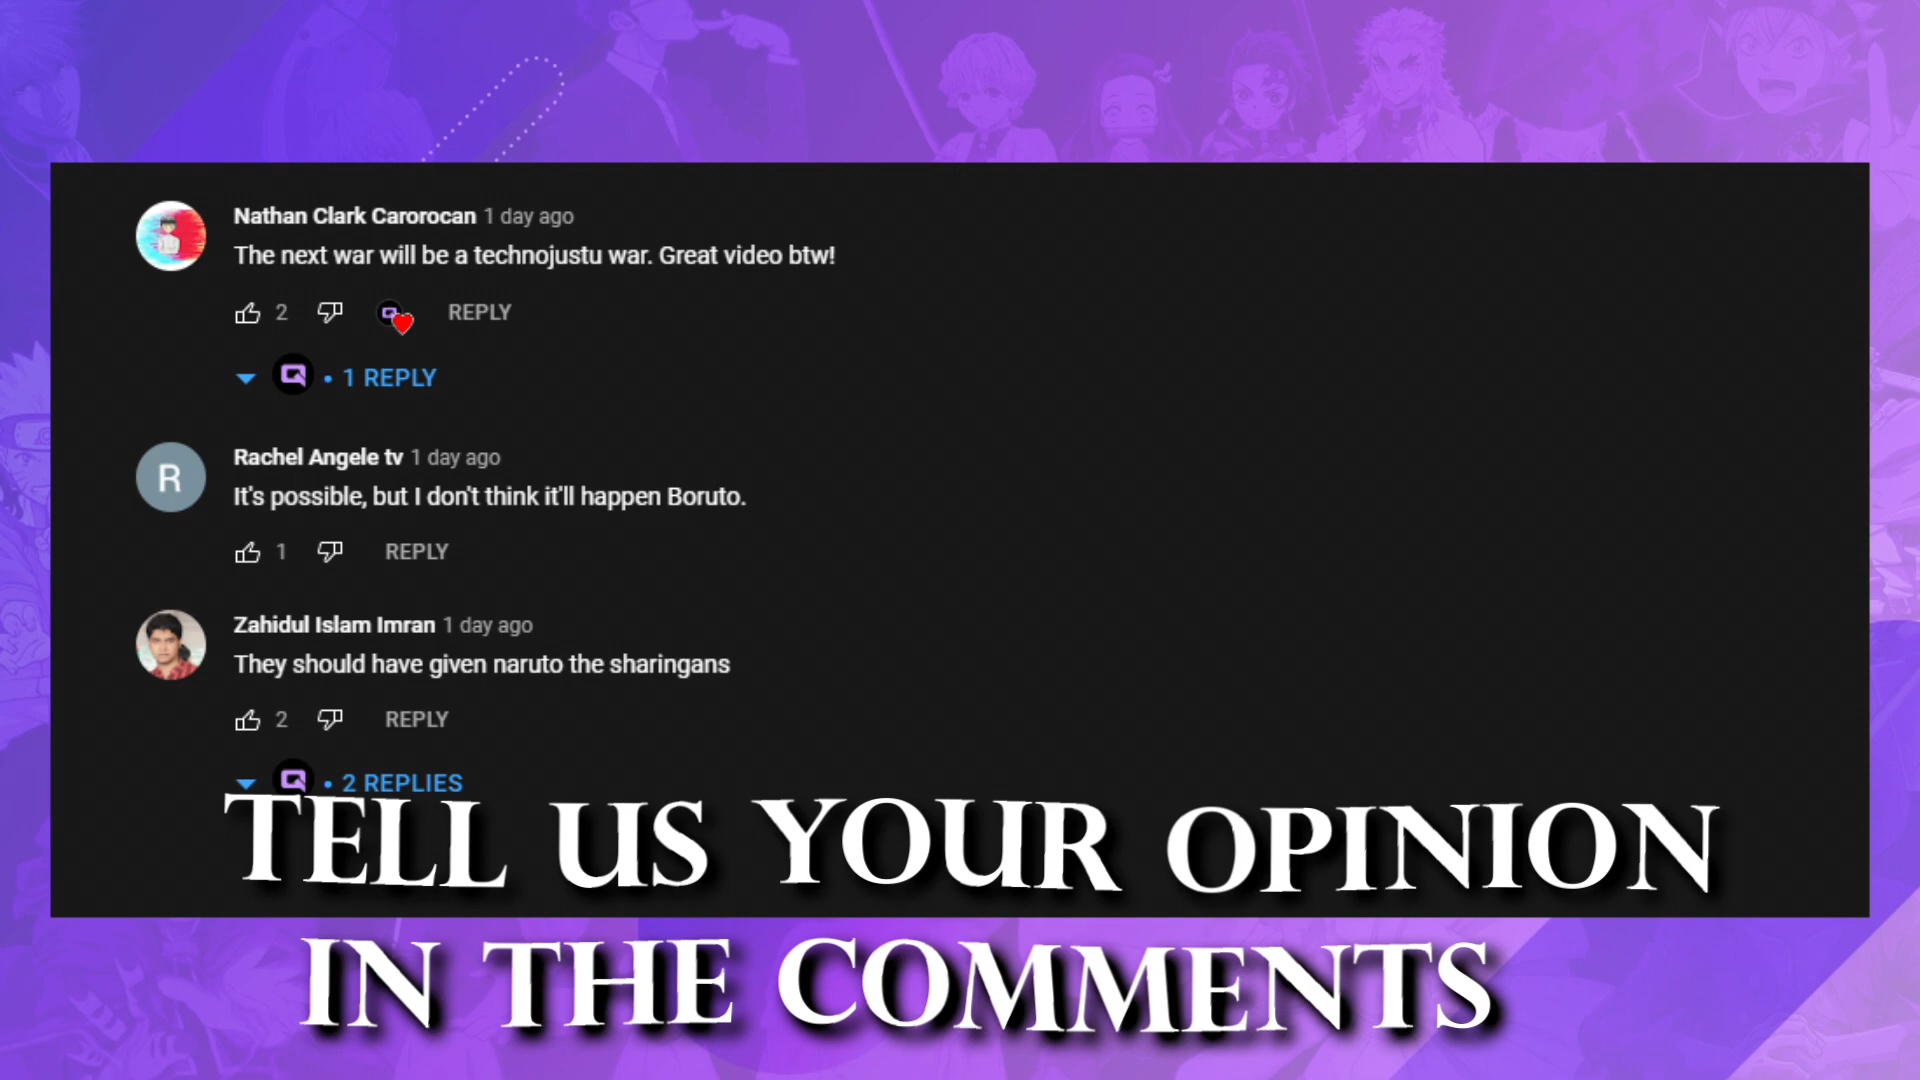 Nathan Clark Carorocan 1 day ago
The next war will be a technojustu war. Great video btw!
2 REPLY
• 1 REPLY
R
Rachel Angele tv 1 day ago
It's possible, but I don't think it'll happen Boruto.
1 REPLY
Zahidul Islam Imran 1 day ago
They should have given naruto the sharingans
2 REPLY
• 2 REPLIES
TELL US YOUR OPINION
IN THE COMMENTS